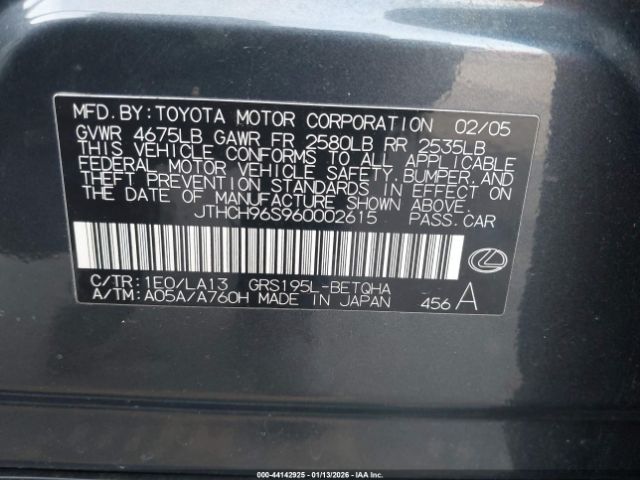 MFD.BY:TOYOTA MOTOR CORPORATION 02/05
GVWR 4675LB GAWR FR 2580LB RR 2535LB
THIS VEHICLE CONFORMS TO ALL APPLICABLE
FEDERAL MOTOR VEHICLE SAFETY,BUMPER,AND
THEFT PREVENTION STANDARDS IN EFFECT ON
THE DATE OF MANUFACTURE SHOWN ABOVE.
JTHCH96S960002615 PASS.CAR
C/TR:1E0/LA13 GRS195L-BETQHA
A/TM:A05A/A760H MADE IN JAPAN 456 A
000-44142925 | 01/13/2026 | IAAHC Main